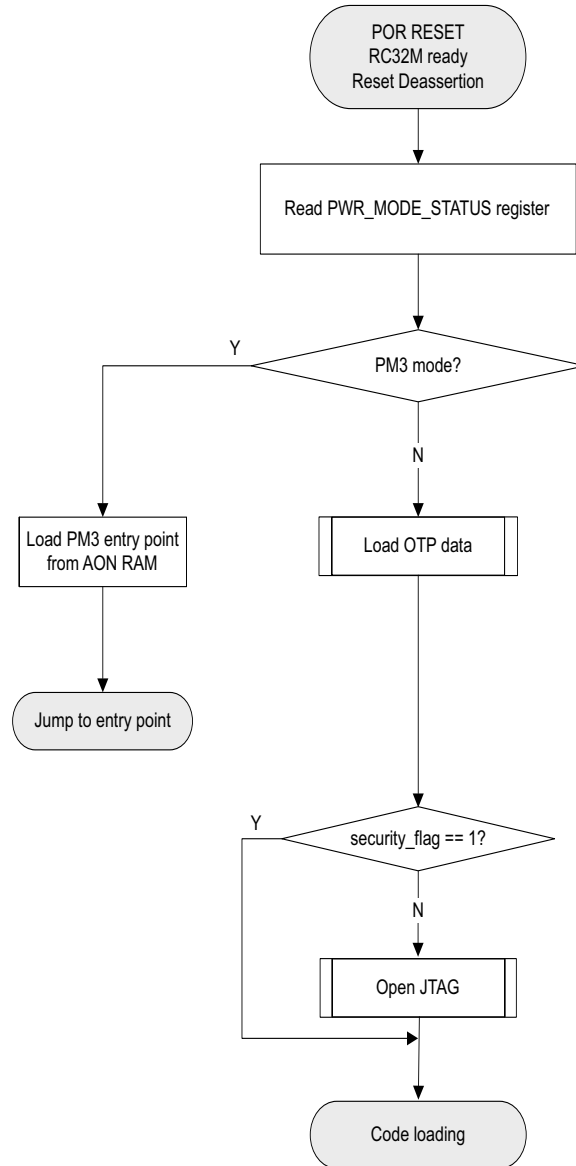 POR RESET
RC32M ready
Reset Deassertion
Read PWR_MODE_STATUS register
Y
PM3 mode?
N
Load PM3 entry point
from AON RAM
Load OTP data
Jump to entry point
Y
security_flag == 1?
N
Open JTAG
Code loading